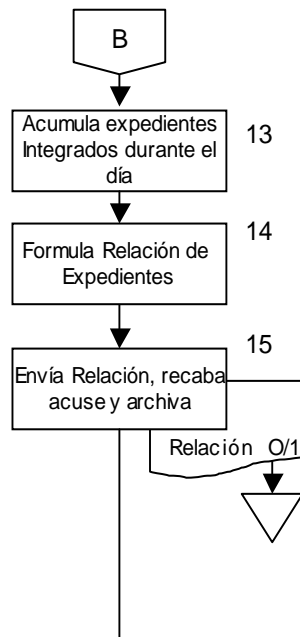 B
Acumula expedientes
Integrados durante el
día
13
Formula Relación de
Expedientes
14
Envía Relación, recaba
acuse y archiva
15
Relación O/1